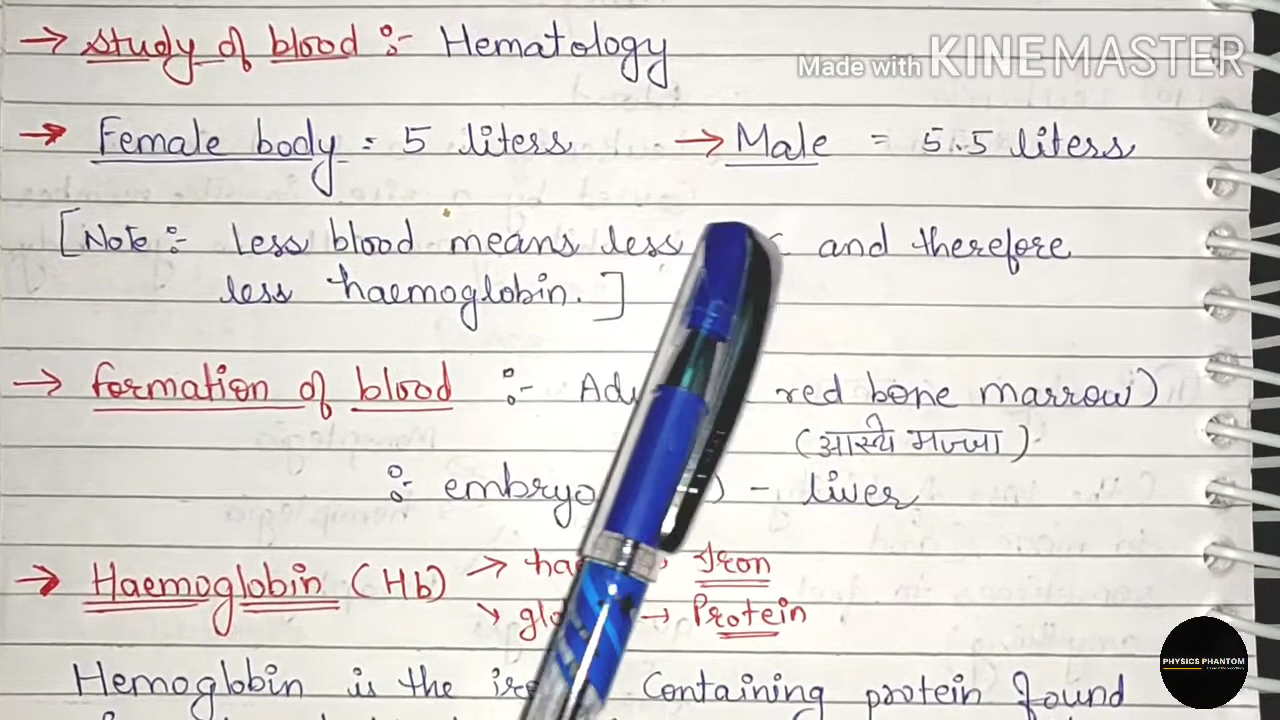 → Study of blood :- Hematology
Made with KINEMASTER
→ Female body = 5 liters → Male = 5.5 liters
[Note :- less blood means less and therefore
less haemoglobin.]
→ formation of blood :- red bone marrow)
(आस्थि मज्जा)
:- embryo - liver
→ Haemoglobin (Hb) → → Iron
→ Protein
PHYSICS PHANTOM
Hemoglobin is the containing protein found